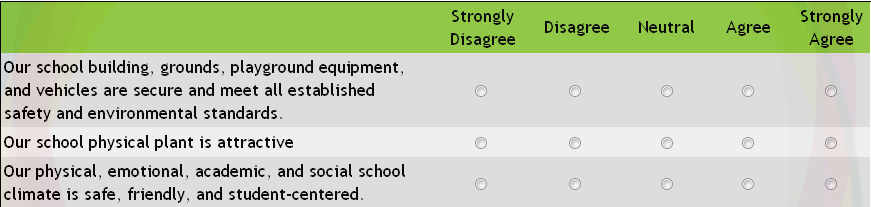 Strongly Disagree Disagree Neutral Agree Strongly Agree
Our school building, grounds, playground equipment,
and vehicles are secure and meet all established
safety and environmental standards.
Our school physical plant is attractive
Our physical, emotional, academic, and social school
climate is safe, friendly, and student-centered.